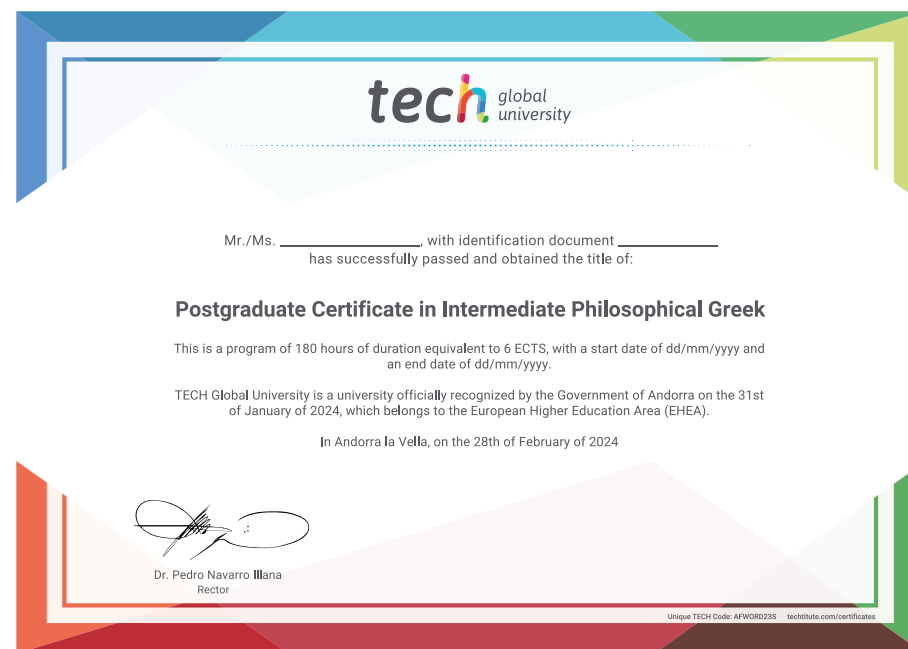 tech global
university
Mr./Ms. ____________________, with identification document ______________
has successfully passed and obtained the title of:
Postgraduate Certificate in Intermediate Philosophical Greek
This is a program of 180 hours of duration equivalent to 6 ECTS, with a start date of dd/mm/yyyy and
an end date of dd/mm/yyyy.
TECH Global University is a university officially recognized by the Government of Andorra on the 31st
of January of 2024, which belongs to the European Higher Education Area (EHEA).
In Andorra la Vella, on the 28th of February of 2024
Dr. Pedro Navarro Illana
Rector
Unique TECH Code: AFWORD23S techtitute.com/certificates